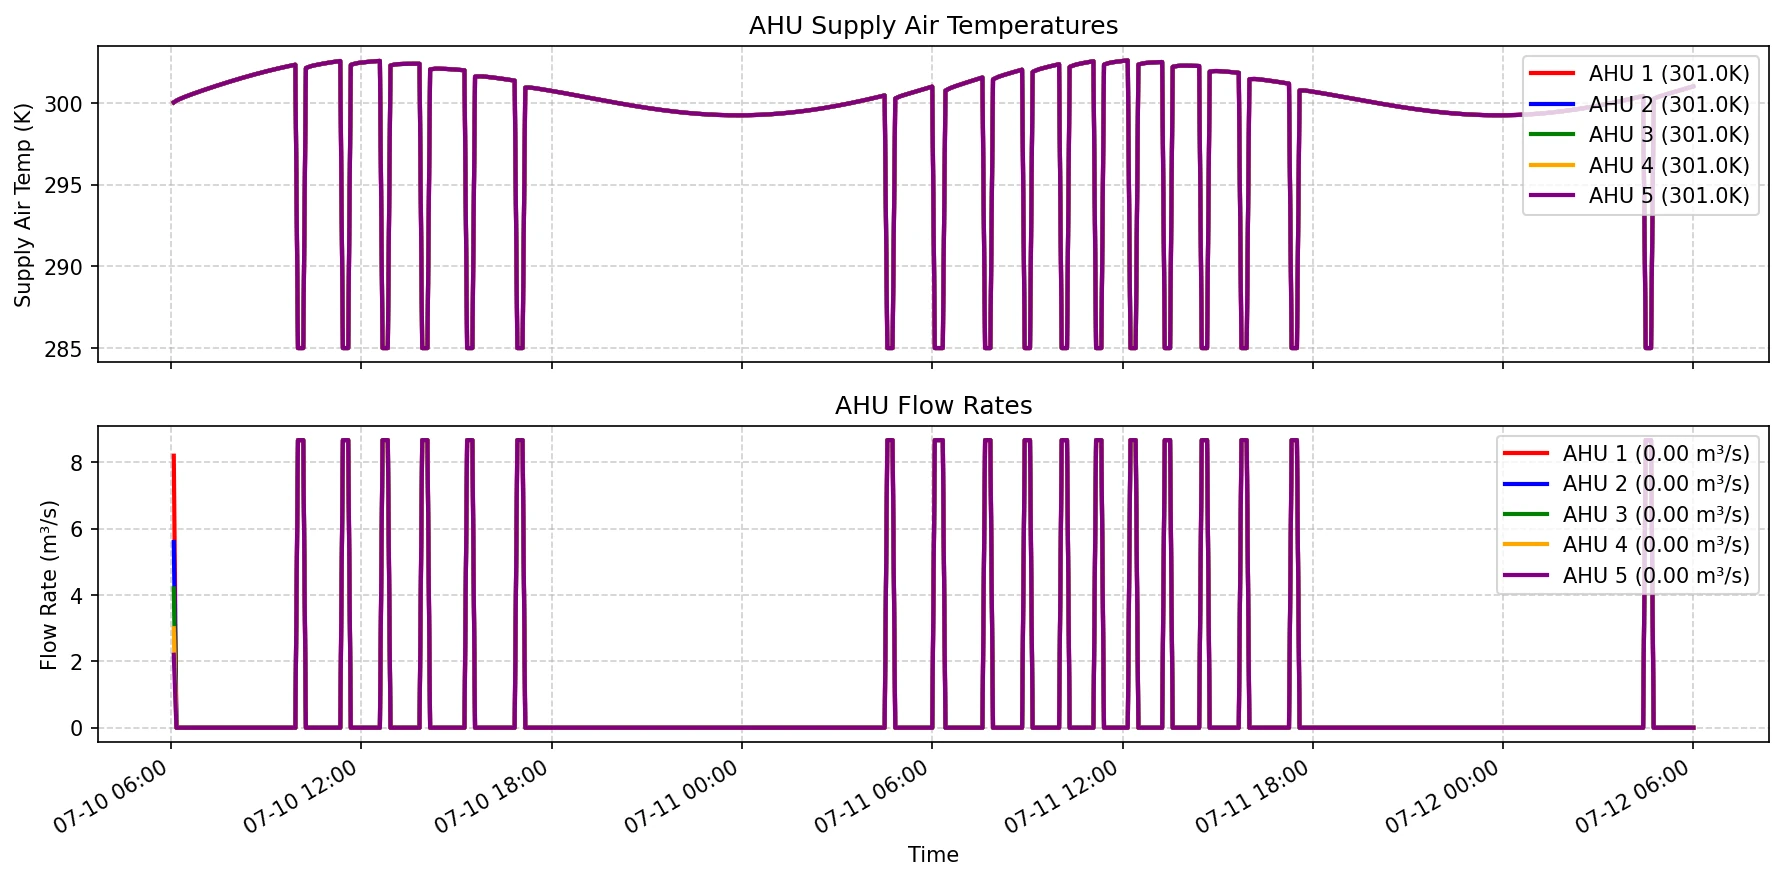 AHU Supply Air Temperatures
Supply Air Temp (K)
300
295
290
285
AHU 1 (301.0K)
AHU 2 (301.0K)
AHU 3 (301.0K)
AHU 4 (301.0K)
AHU 5 (301.0K)
AHU Flow Rates
Flow Rate (m³/s)
8
6
4
2
0
AHU 1 (0.00 m³/s)
AHU 2 (0.00 m³/s)
AHU 3 (0.00 m³/s)
AHU 4 (0.00 m³/s)
AHU 5 (0.00 m³/s)
07-10 06:00
07-10 12:00
07-10 18:00
07-11 00:00
07-11 06:00
07-11 12:00
07-11 18:00
07-12 00:00
07-12 06:00
Time